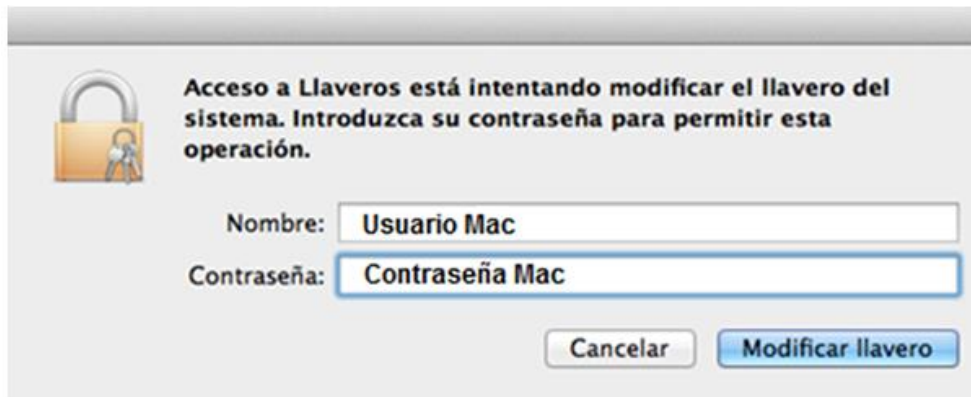 Acceso a Llaveros está intentando modificar el llavero del
sistema. Introduzca su contraseña para permitir esta
operación.
Nombre: Usuario Mac
Contraseña: Contraseña Mac
Cancelar Modificar llavero